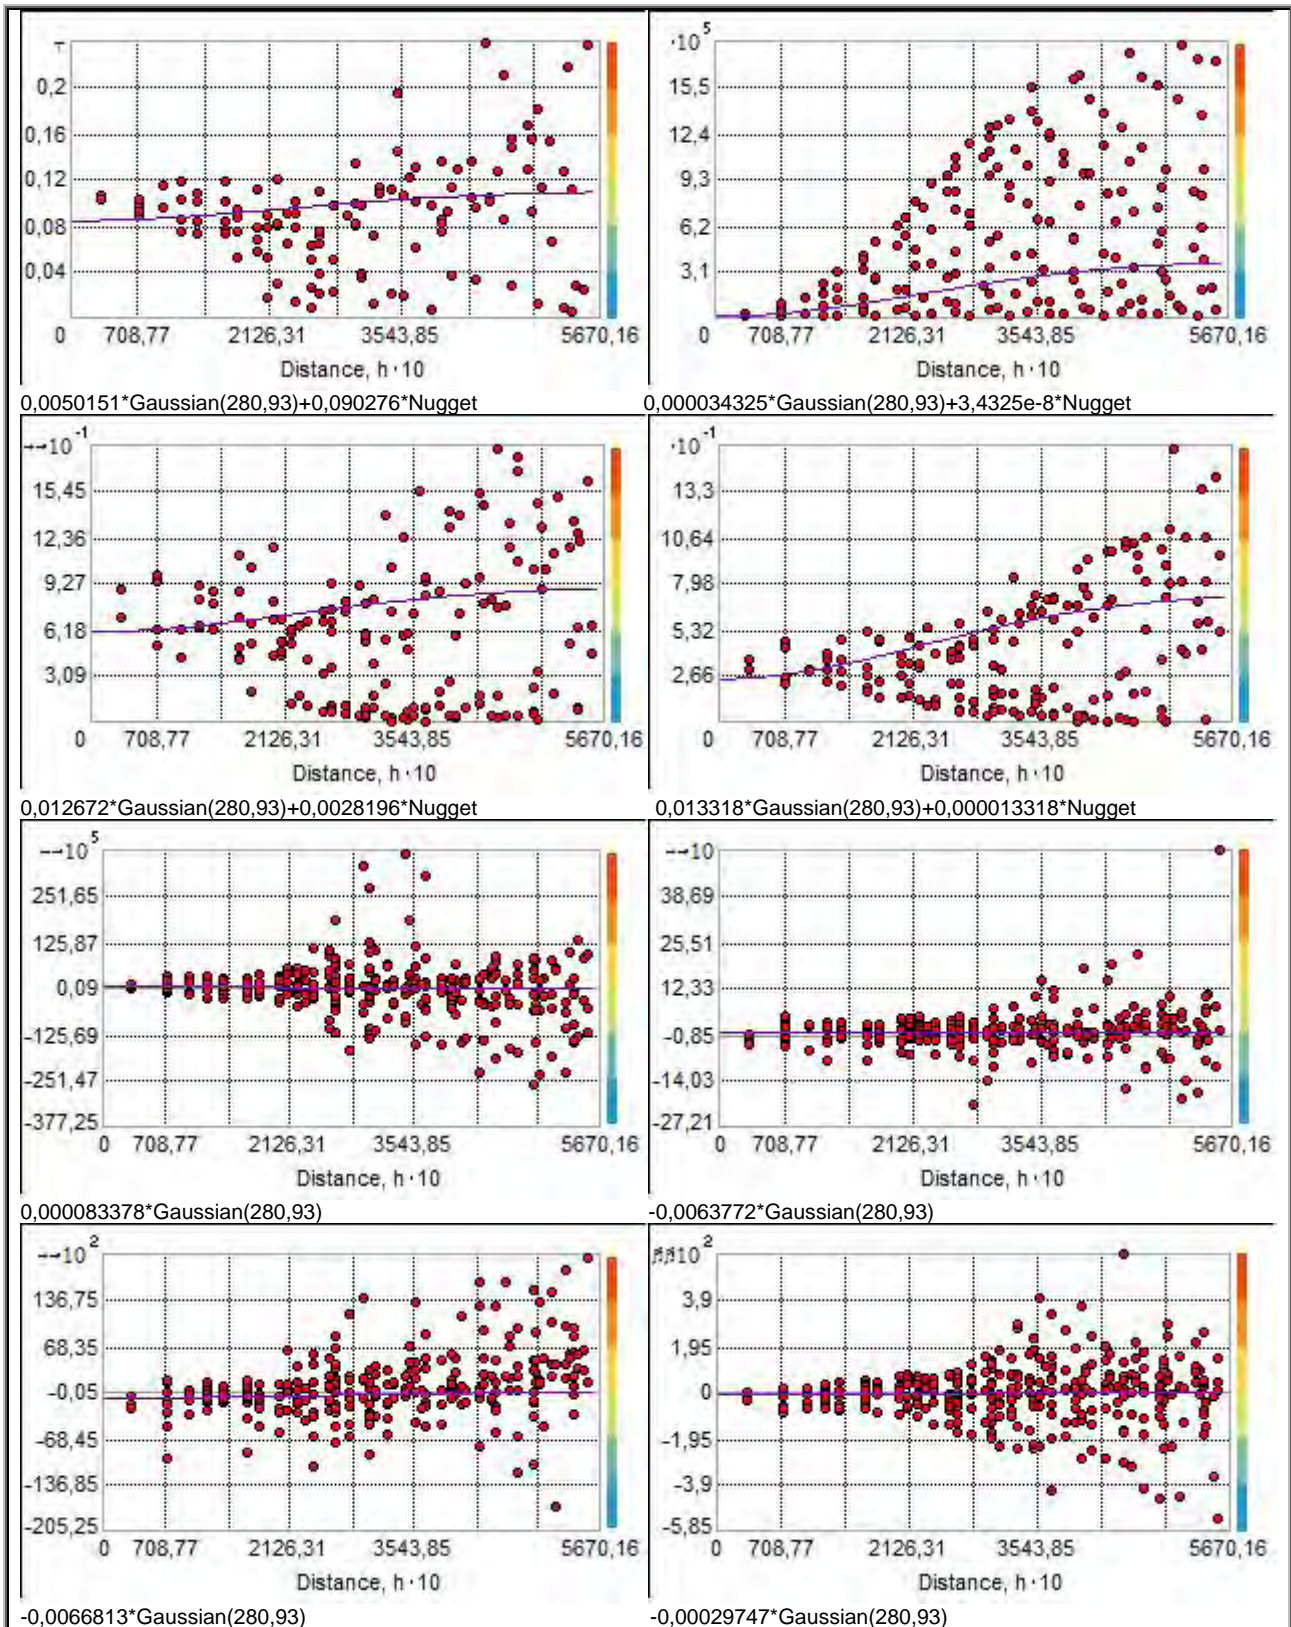 0,2
0,16
0,12
0,08
0,04
0 708,77 2126,31 3543,85 5670,16
Distance, h·10
0,0050151*Gaussian(280,93)+0,090276*Nugget
·10 5
15,5
12,4
9,3
6,2
3,1
0 708,77 2126,31 3543,85 5670,16
Distance, h·10
0,000034325*Gaussian(280,93)+3,4325e-8*Nugget
10 -1
15,45
12,36
9,27
6,18
3,09
0 708,77 2126,31 3543,85 5670,16
Distance, h·10
0,012672*Gaussian(280,93)+0,0028196*Nugget
·10 -1
13,3
10,64
7,98
5,32
2,66
0 708,77 2126,31 3543,85 5670,16
Distance, h·10
0,013318*Gaussian(280,93)+0,000013318*Nugget
10 5
251,65
125,87
0,09
-125,69
-251,47
-377,25
0 708,77 2126,31 3543,85 5670,16
Distance, h·10
0,000083378*Gaussian(280,93)
10
38,69
25,51
12,33
-0,85
-14,03
-27,21
0 708,77 2126,31 3543,85 5670,16
Distance, h·10
-0,0063772*Gaussian(280,93)
10 2
136,75
68,35
-0,05
-68,45
-136,85
-205,25
0 708,77 2126,31 3543,85 5670,16
Distance, h·10
-0,0066813*Gaussian(280,93)
10 2
3,9
1,95
0
-1,95
-3,9
-5,85
0 708,77 2126,31 3543,85 5670,16
Distance, h·10
-0,00029747*Gaussian(280,93)